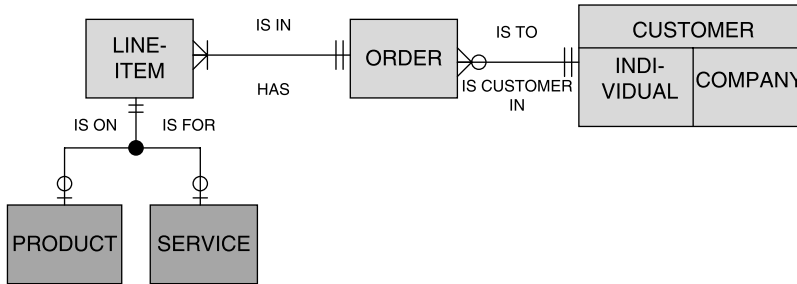 LINE-
ITEM
IS IN
HAS
ORDER
IS TO
IS CUSTOMER
IN
CUSTOMER
INDI-
VIDUAL
COMPANY
IS ON
IS FOR
PRODUCT
SERVICE